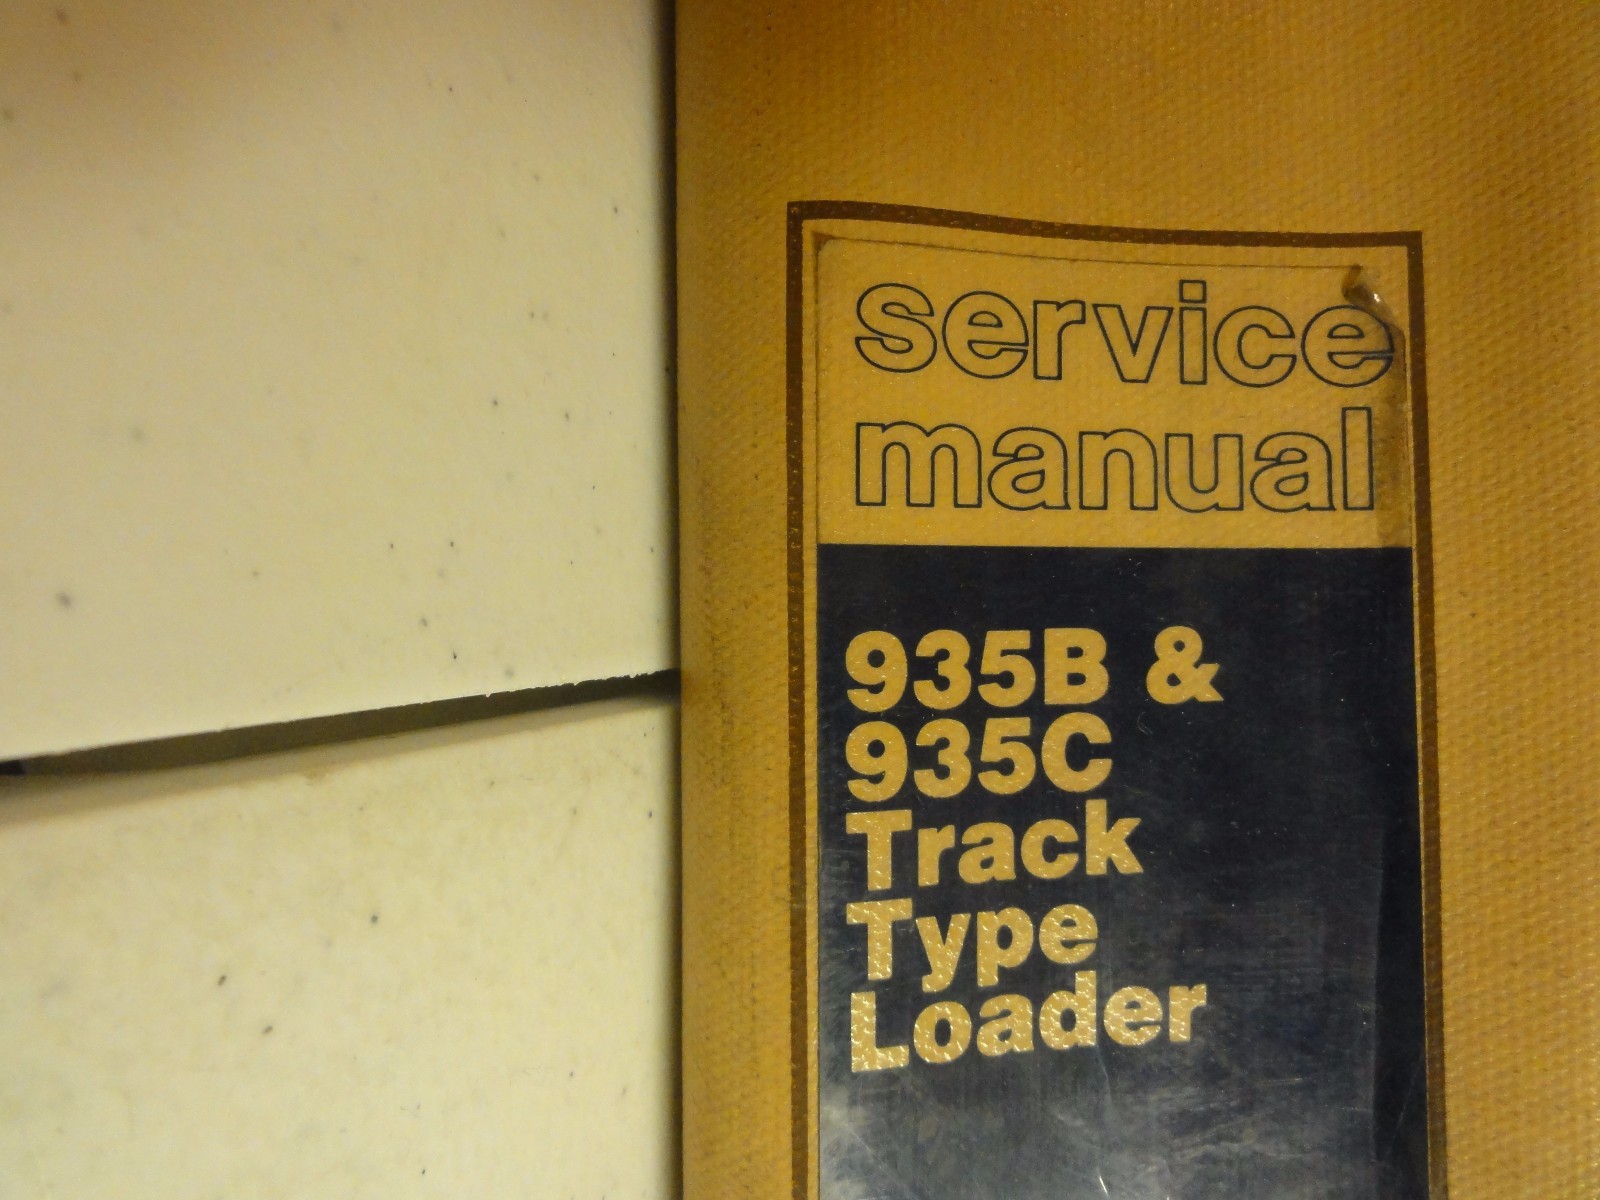 service
manual
935B &
935C
Track
Type
Loader